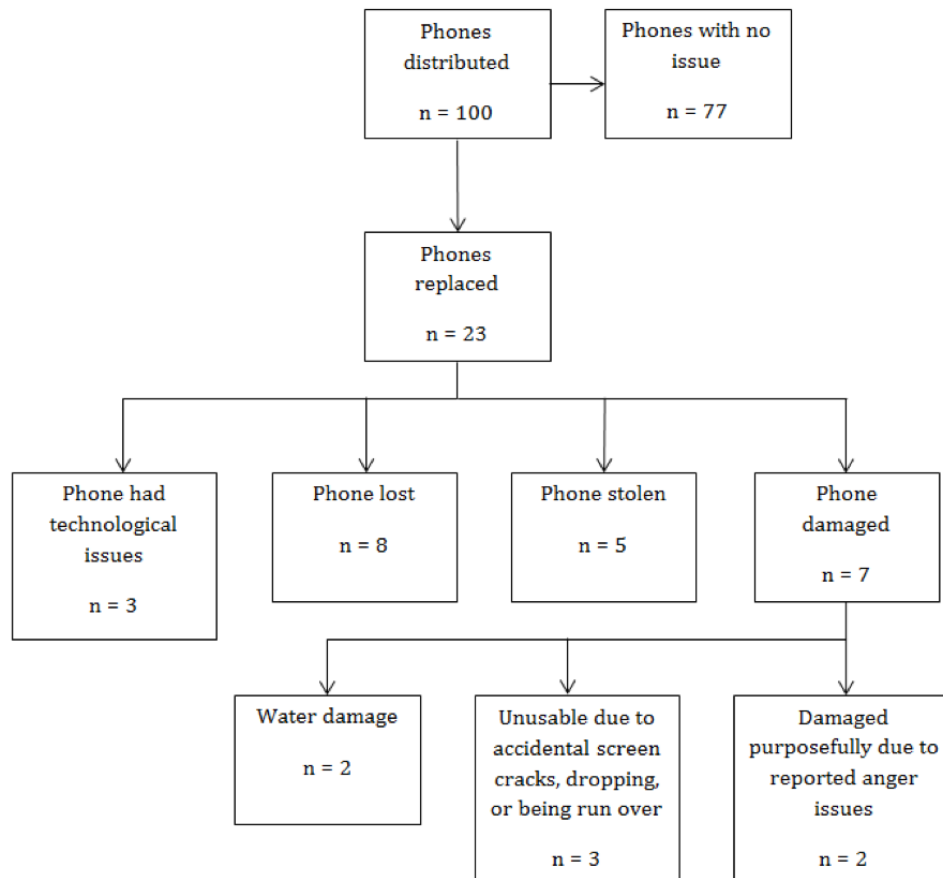 Phones
distributed
n = 100
Phones with no
issue
n = 77
Phones
replaced
n = 23
Phone had
technological
issues
n = 3
Phone lost
n = 8
Phone stolen
n = 5
Phone
damaged
n = 7
Water damage
n = 2
Unusable due to
accidental screen
cracks, dropping,
or being run over
n = 3
Damaged
purposefully due to
reported anger
issues
n = 2